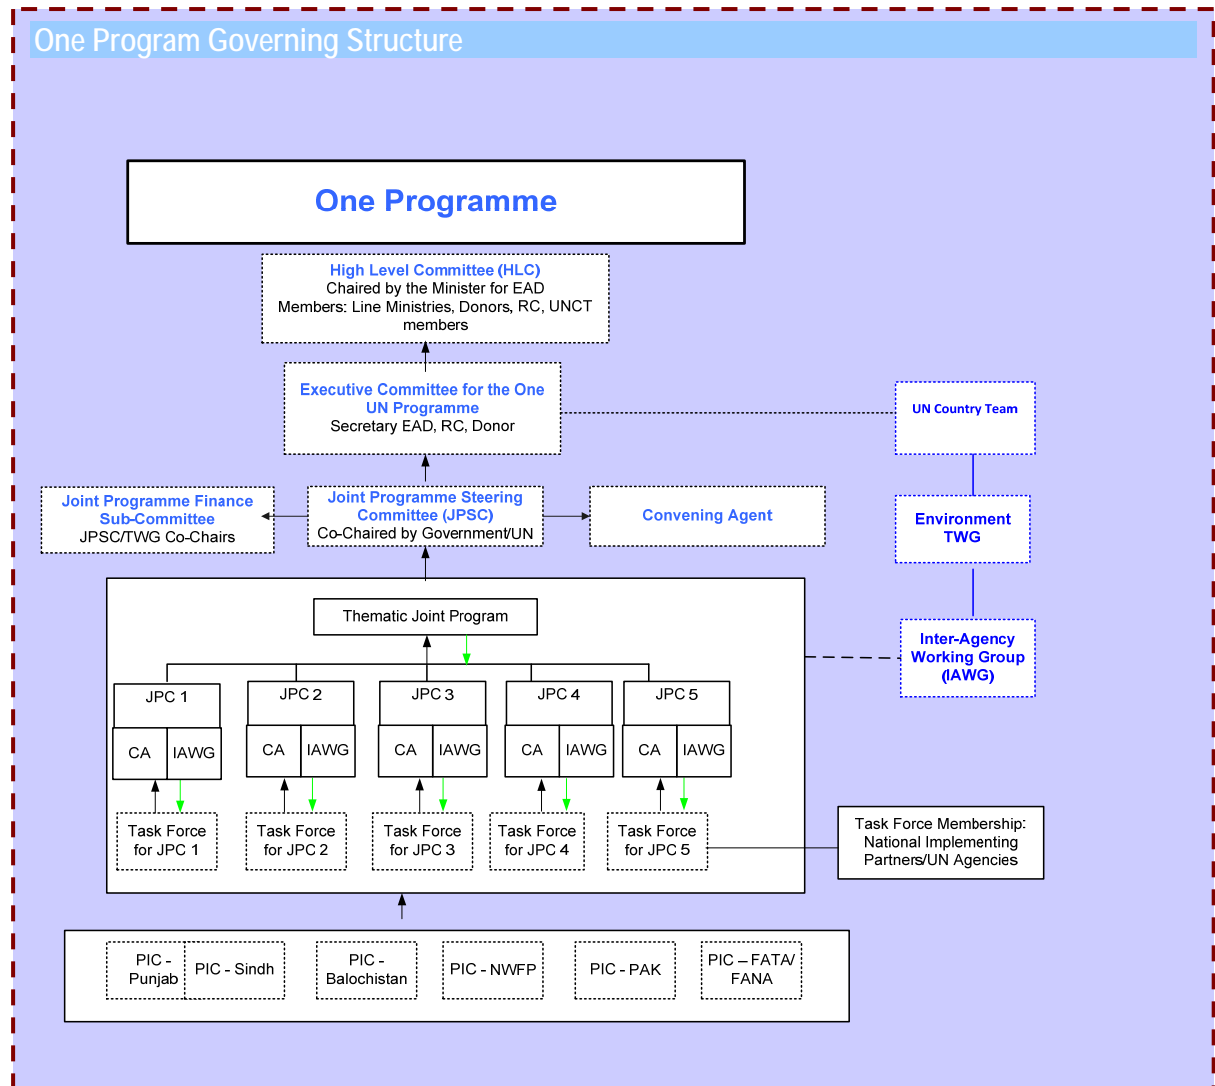 One Program Governing Structure
One Programme
High Level Committee (HLC)
Chaired by the Minister for EAD
Members: Line Ministries, Donors, RC, UNCT
members
Executive Committee for the One
UN Programme
Secretary EAD, RC, Donor
UN Country Team
Joint Programme Finance
Sub-Committee
JPSC/TWG Co-Chairs
Joint Programme Steering
Committee (JPSC)
Co-Chaired by Government/UN
Convening Agent
Environment
TWG
Thematic Joint Program
Inter-Agency
Working Group
(IAWG)
JPC 1
JPC 2
JPC 3
JPC 4
JPC 5
CA
IAWG
CA
IAWG
CA
IAWG
CA
IAWG
CA
IAWG
Task Force
for JPC 1
Task Force
for JPC 2
Task Force
for JPC 3
Task Force
for JPC 4
Task Force
for JPC 5
Task Force Membership:
National Implementing
Partners/UN Agencies
PIC -
Punjab
PIC - Sindh
PIC -
Balochistan
PIC - NWFP
PIC - PAK
PIC – FATA/
FANA